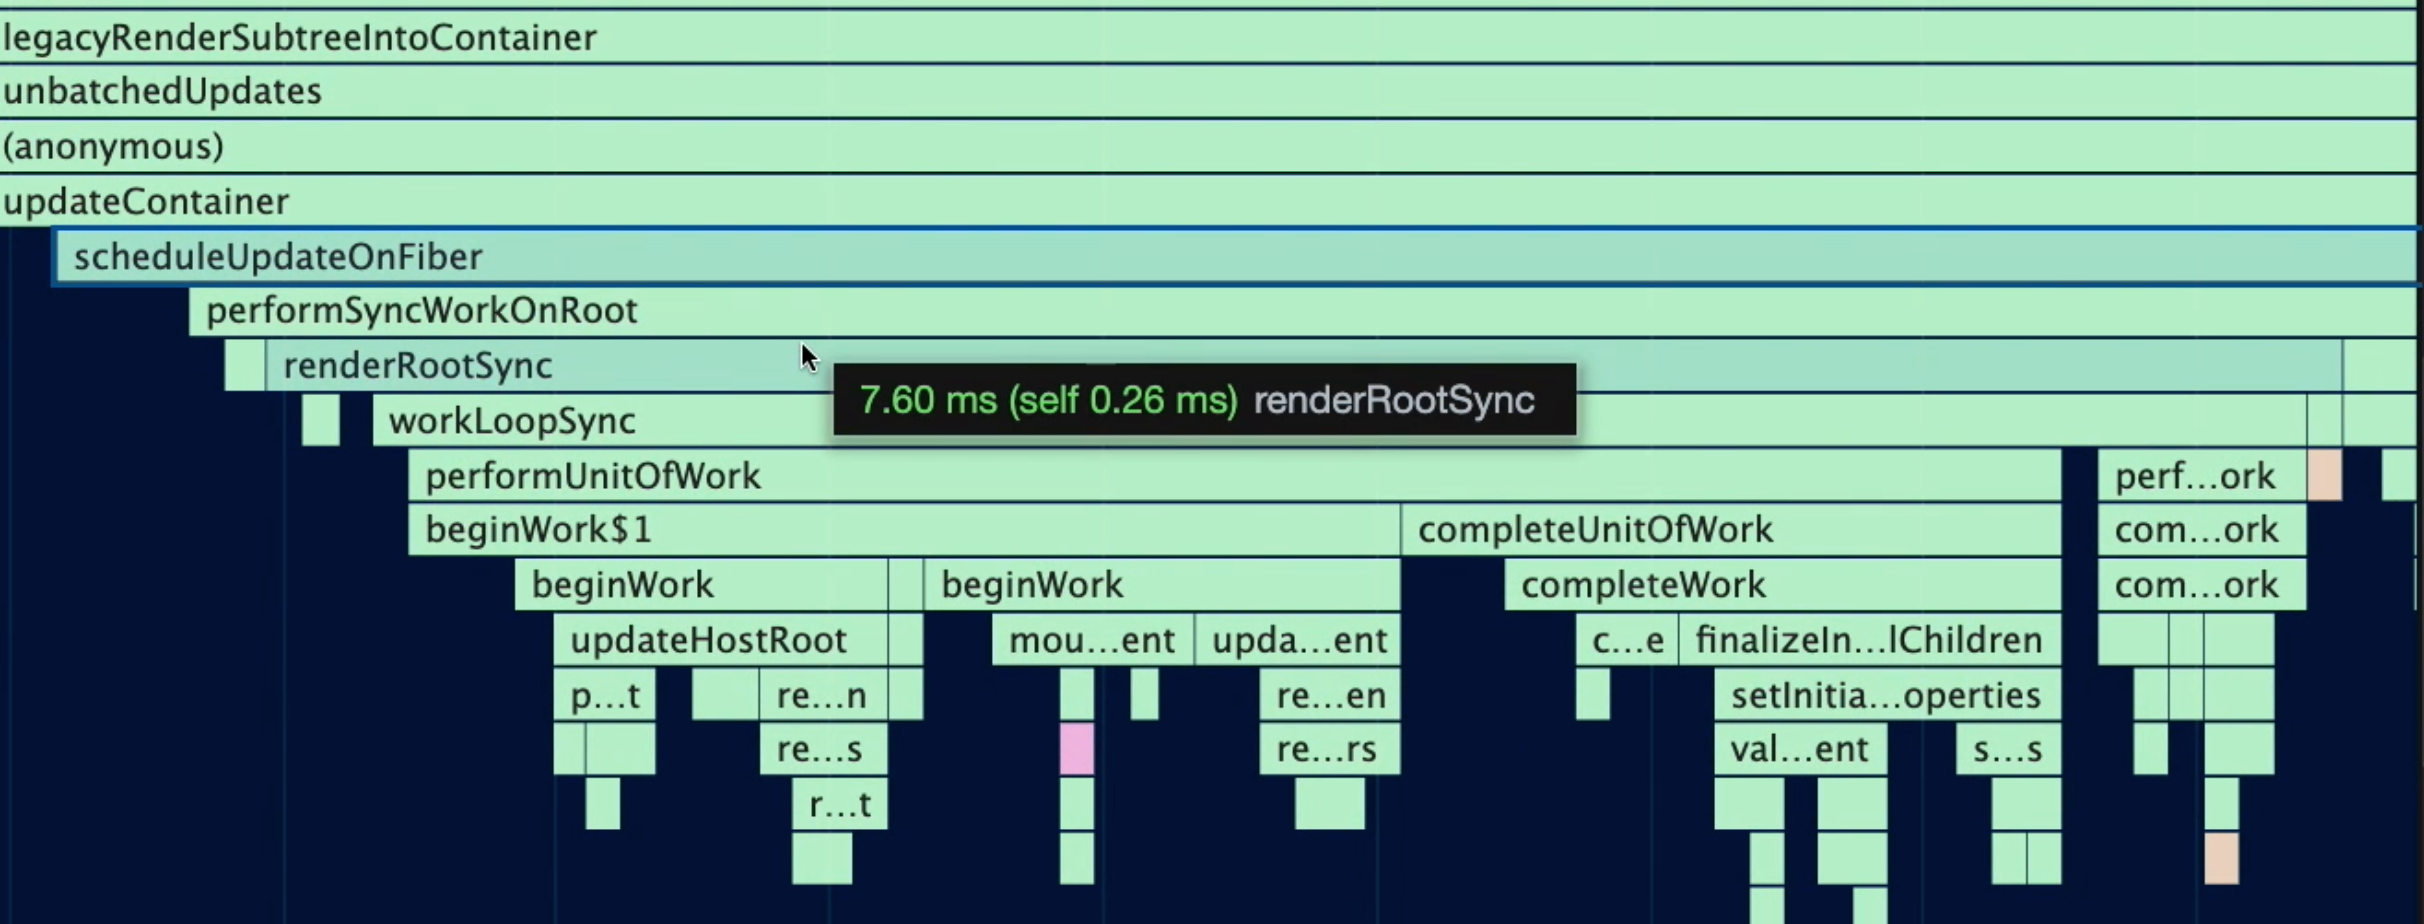 legacyRenderSubtreeIntoContainer
unbatchedUpdates
(anonymous)
updateContainer
scheduleUpdateOnFiber
performSyncWorkOnRoot
renderRootSync
7.60 ms (self 0.26 ms) renderRootSync
workLoopSync
performUnitOfWork perf...ork
beginWork$1 completeUnitOfWork com...ork
beginWork beginWork completeWork com...ork
updateHostRoot mou...ent upda...ent c...e finalizeIn...lChildren
p...t re...n re...en setInitia...operties
re...s re...rs val...ent s...s
r...t